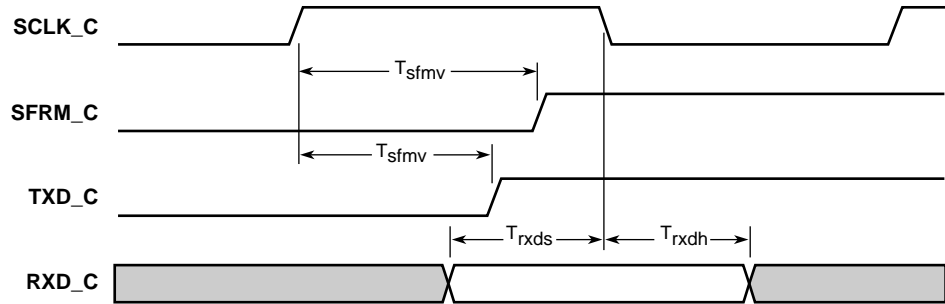 SCLK_C
Tsfmv
SFRM_C
Tsfmv
TXD_C
Trxds
Trxdh
RXD_C